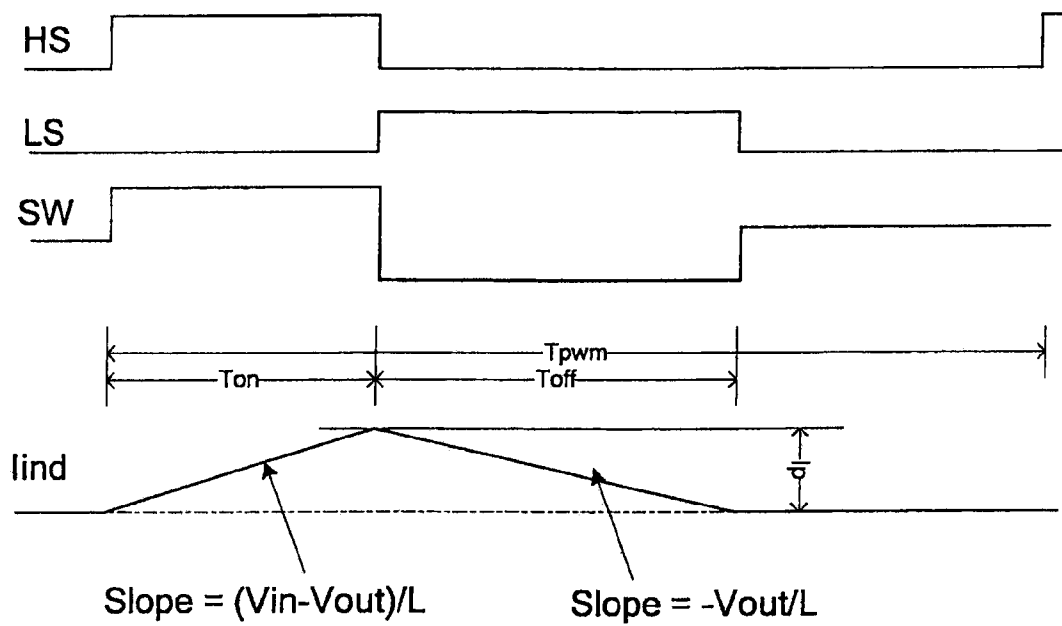 HS
LS
SW
Tpwm
Ton
Toff
Iind
dI
Slope = (Vin-Vout)/L
Slope = -Vout/L